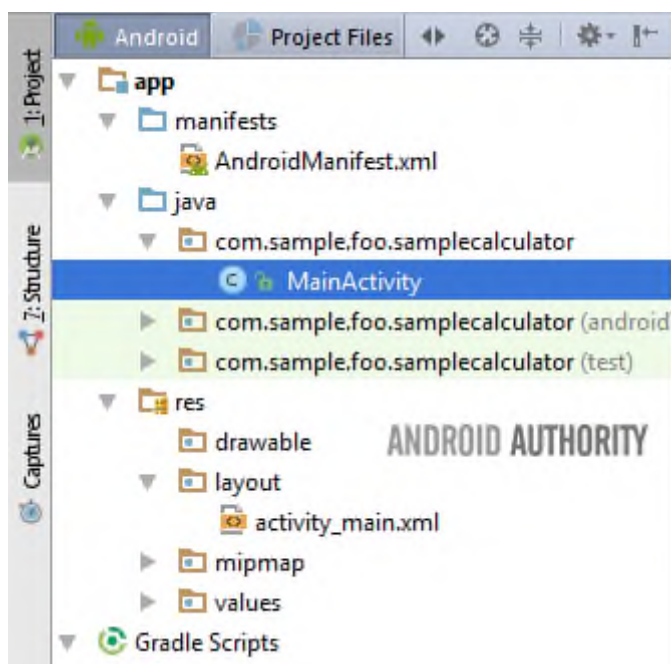 Android Project Files
1: Project
7: Structure
Captures
app
manifests
AndroidManifest.xml
java
com.sample.foo.samplecalculator
C MainActivity
com.sample.foo.samplecalculator (android
com.sample.foo.samplecalculator (test)
res
drawable
ANDROID AUTHORITY
layout
activity_main.xml
mipmap
values
Gradle Scripts